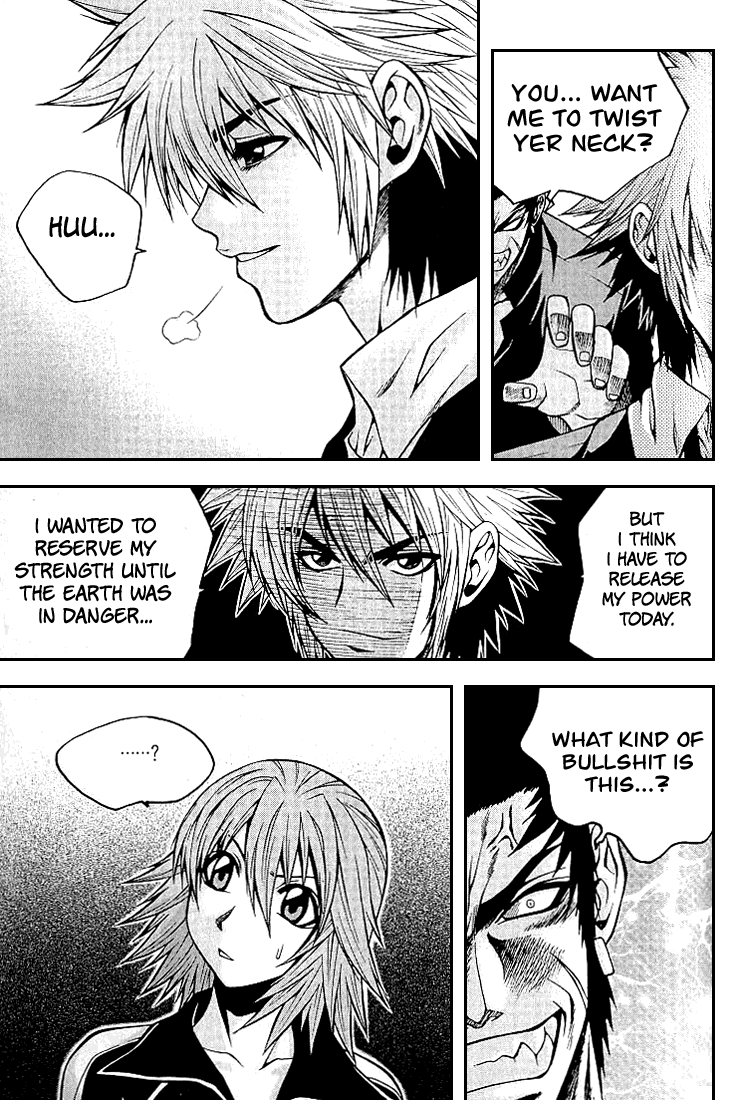 YOU... WANT
ME TO TWIST
YER NECK?
HUU...
BUT
I THINK
I HAVE TO
RELEASE
MY POWER
TODAY.
I WANTED TO
RESERVE MY
STRENGTH UNTIL
THE EARTH WAS
IN DANGER...
WHAT KIND OF
BULLSHIT IS
THIS...?
......?